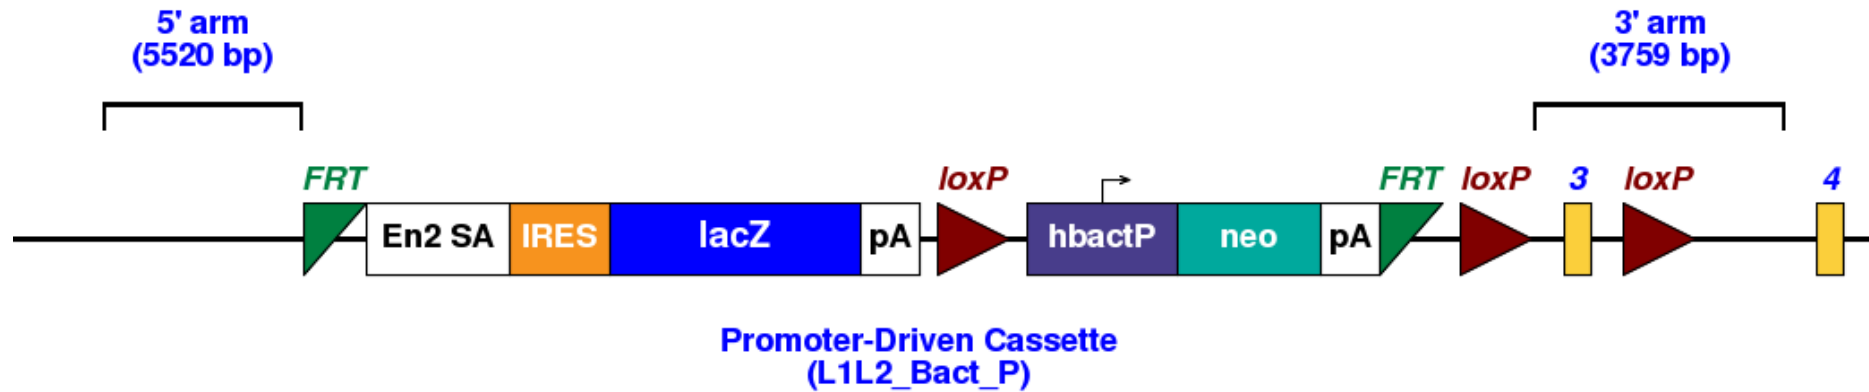 5' arm
(5520 bp)
3' arm
(3759 bp)
FRT
loxP
FRT
loxP
3
loxP
4
En2 SA
IRES
lacZ
pA
hbactP
neo
pA
Promoter-Driven Cassette
(L1L2_Bact_P)